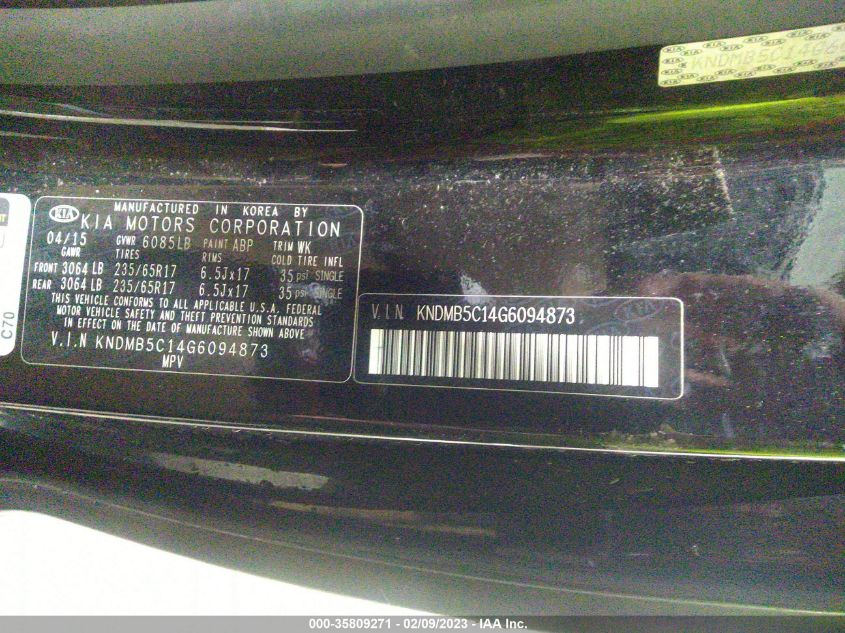 KNDMB5C14G6
KIA
MANUFACTURED IN KOREA BY
KIA MOTORS CORPORATION
04/15 GVWR 6085LB PAINT ABP TRIM WK
GAWR TIRES RIMS COLD TIRE INFL
FRONT 3064 LB 235/65R17 6.5Jx17 35 psi SINGLE
REAR 3064 LB 235/65R17 6.5Jx17 35 psi SINGLE
THIS VEHICLE CONFORMS TO ALL APPLICABLE U.S.A. FEDERAL
MOTOR VEHICLE SAFETY AND THEFT PREVENTION STANDARDS
IN EFFECT ON THE DATE OF MANUFACTURE SHOWN ABOVE
V.I.N KNDMB5C14G6094873
MPV
V.I.N KNDMB5C14G6094873
C70
000-35809271 - 02/09/2023 - IAA Inc.